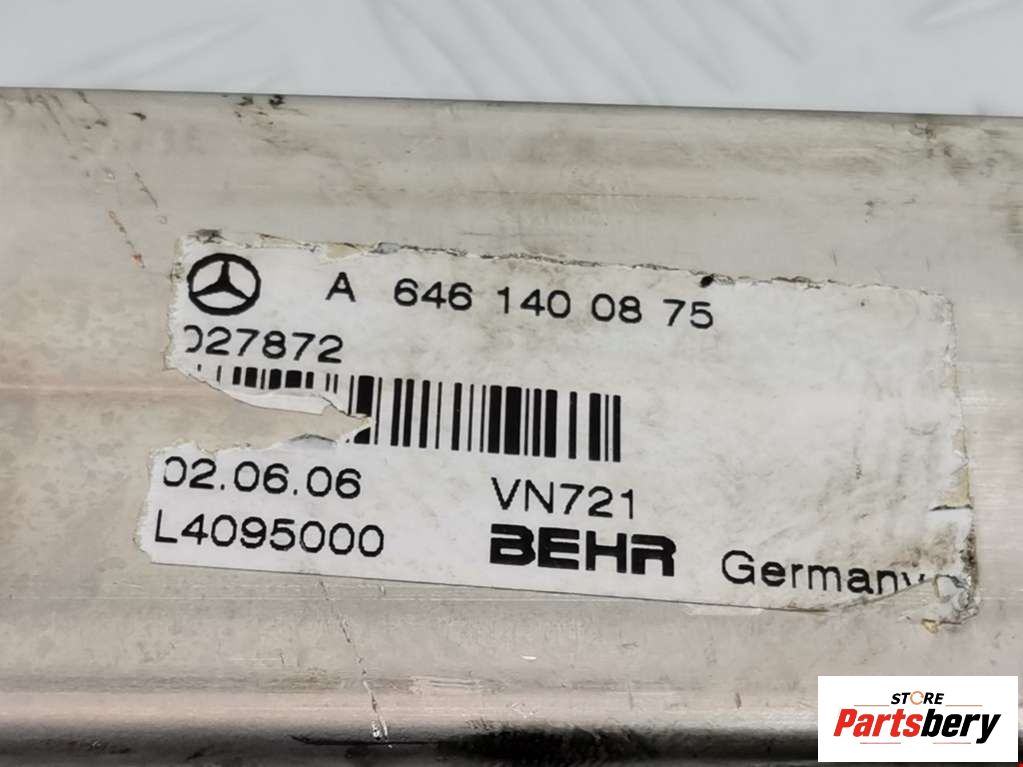 A 646 140 08 75
027872
02.06.06
VN721
L4095000
BEHR Germany
STORE
Partsbery